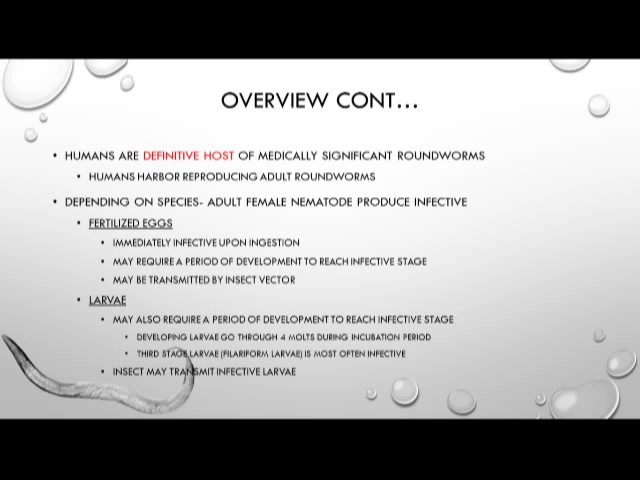 OVERVIEW CONT...
• HUMANS ARE DEFINITIVE HOST OF MEDICALLY SIGNIFICANT ROUNDWORMS
• HUMANS HARBOR REPRODUCING ADULT ROUNDWORMS
• DEPENDING ON SPECIES- ADULT FEMALE NEMATODE PRODUCE INFECTIVE
• FERTILIZED EGGS
• IMMEDIATELY INFECTIVE UPON INGESTION
• MAY REQUIRE A PERIOD OF DEVELOPMENT TO REACH INFECTIVE STAGE
• MAY BE TRANSMITTED BY INSECT VECTOR
• LARVAE
• MAY ALSO REQUIRE A PERIOD OF DEVELOPMENT TO REACH INFECTIVE STAGE
• DEVELOPING LARVAE GO THROUGH 4 MOLTS DURING INCUBATION PERIOD
• THIRD STAGE LARVAE (FILARIFORM LARVAE) IS MOST OFTEN INFECTIVE
• INSECT MAY TRANSMIT INFECTIVE LARVAE